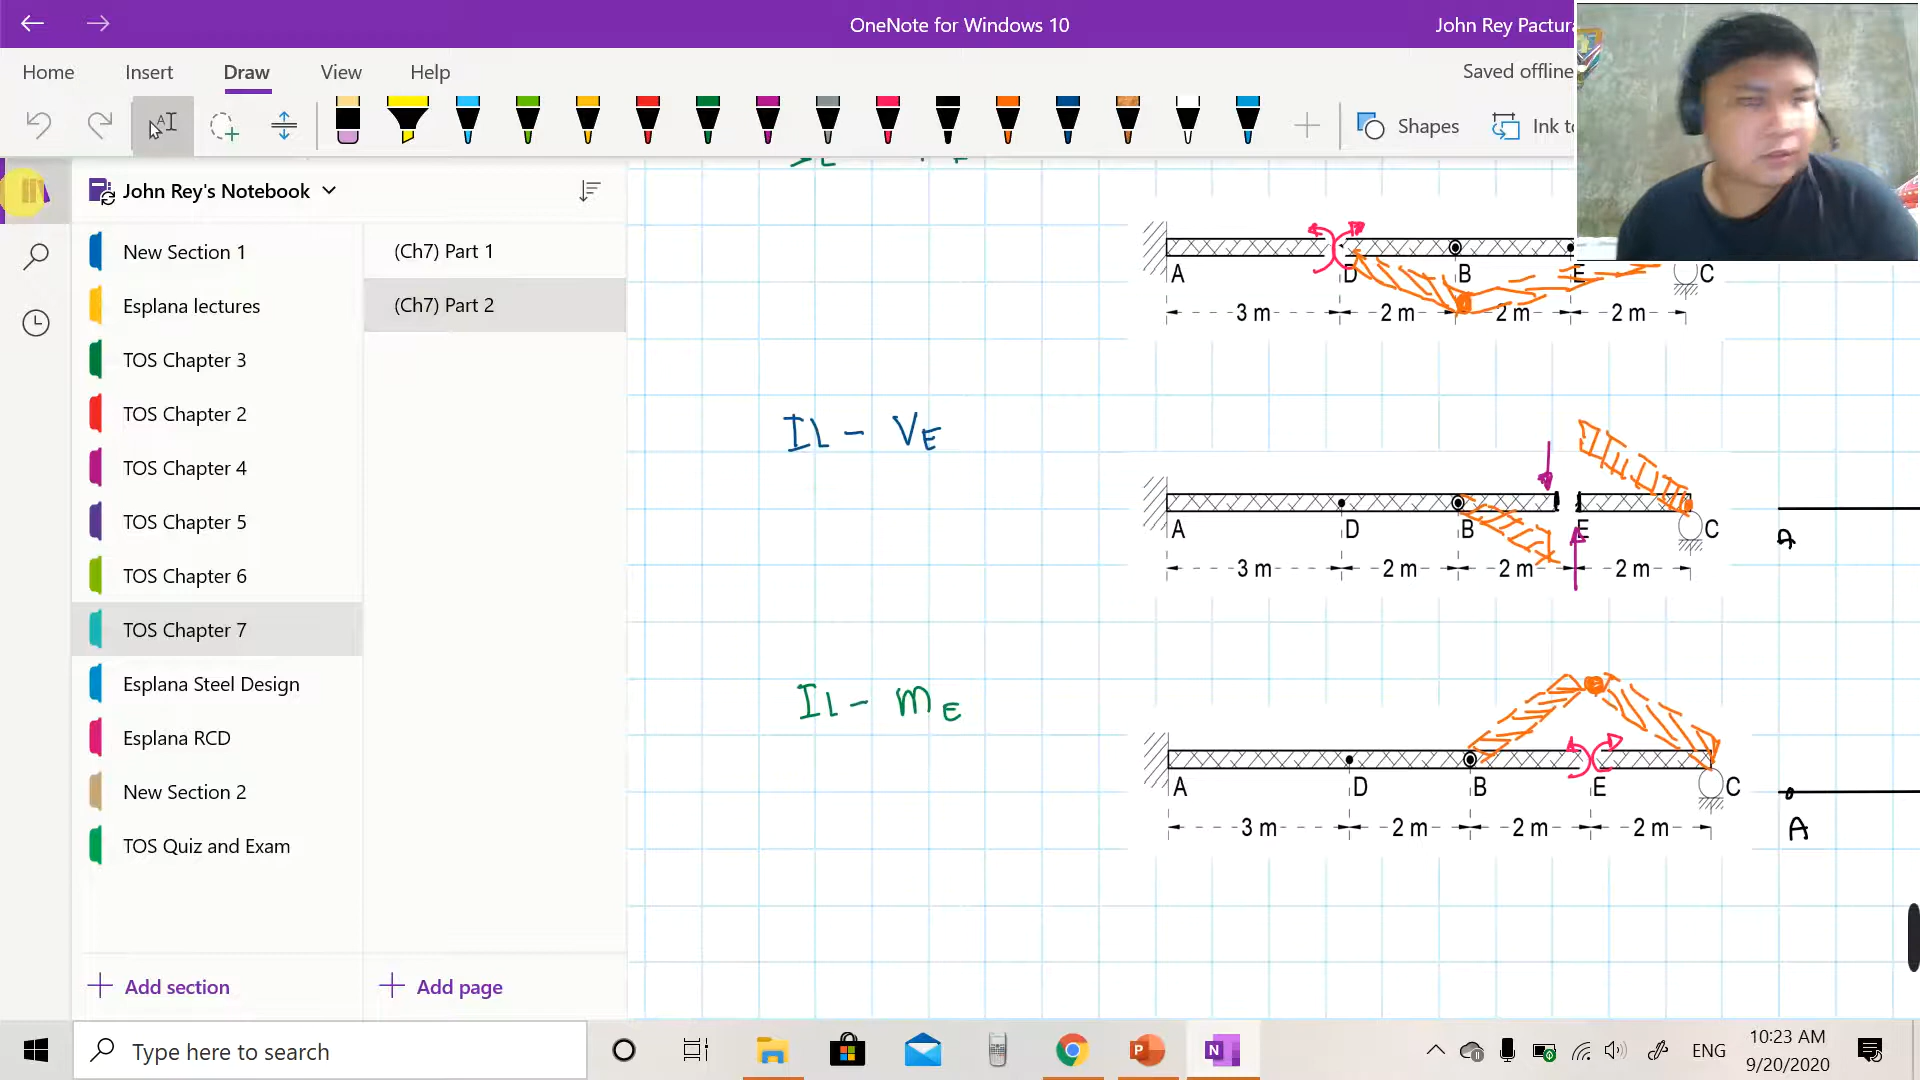 OneNote for Windows 10
John Rey Pactura
Home Insert Draw View Help
Saved offline
Shapes
Ink to
John Rey's Notebook
New Section 1
Esplana lectures
TOS Chapter 3
TOS Chapter 2
TOS Chapter 4
TOS Chapter 5
TOS Chapter 6
TOS Chapter 7
Esplana Steel Design
Esplana RCD
New Section 2
TOS Quiz and Exam
Add section
(Ch7) Part 1
(Ch7) Part 2
Add page
A D B E C
3 m 2 m 2 m 2 m
IL - VE
A D B E C
3 m 2 m 2 m 2 m
A
IL - mE
A D B E C
3 m 2 m 2 m 2 m
A
Type here to search
ENG
10:23 AM
9/20/2020